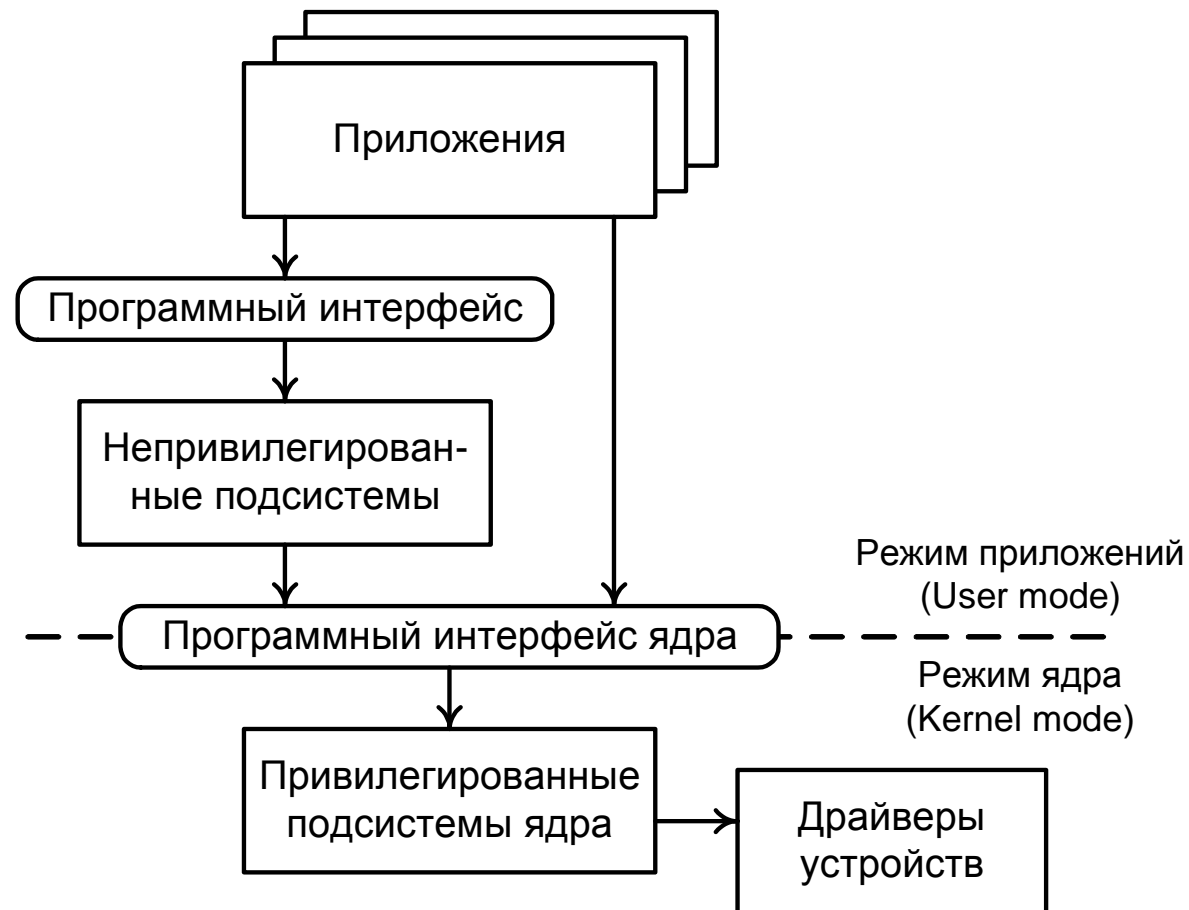 Приложения
Программный интерфейс
Непривилегирован-
ные подсистемы
Режим приложений
(User mode)
Программный интерфейс ядра
Режим ядра
(Kernel mode)
Привилегированные
подсистемы ядра
Драйверы
устройств